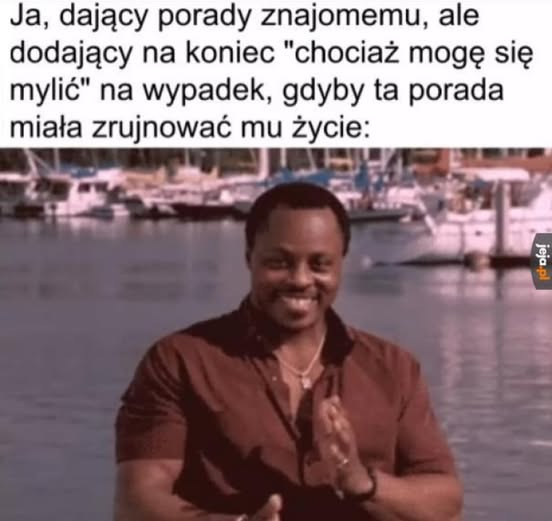 Ja, dający porady znajomemu, ale
dodający na koniec "chociaż mogę się
mylić" na wypadek, gdyby ta porada
miała zrujnować mu życie:
jeja.pl